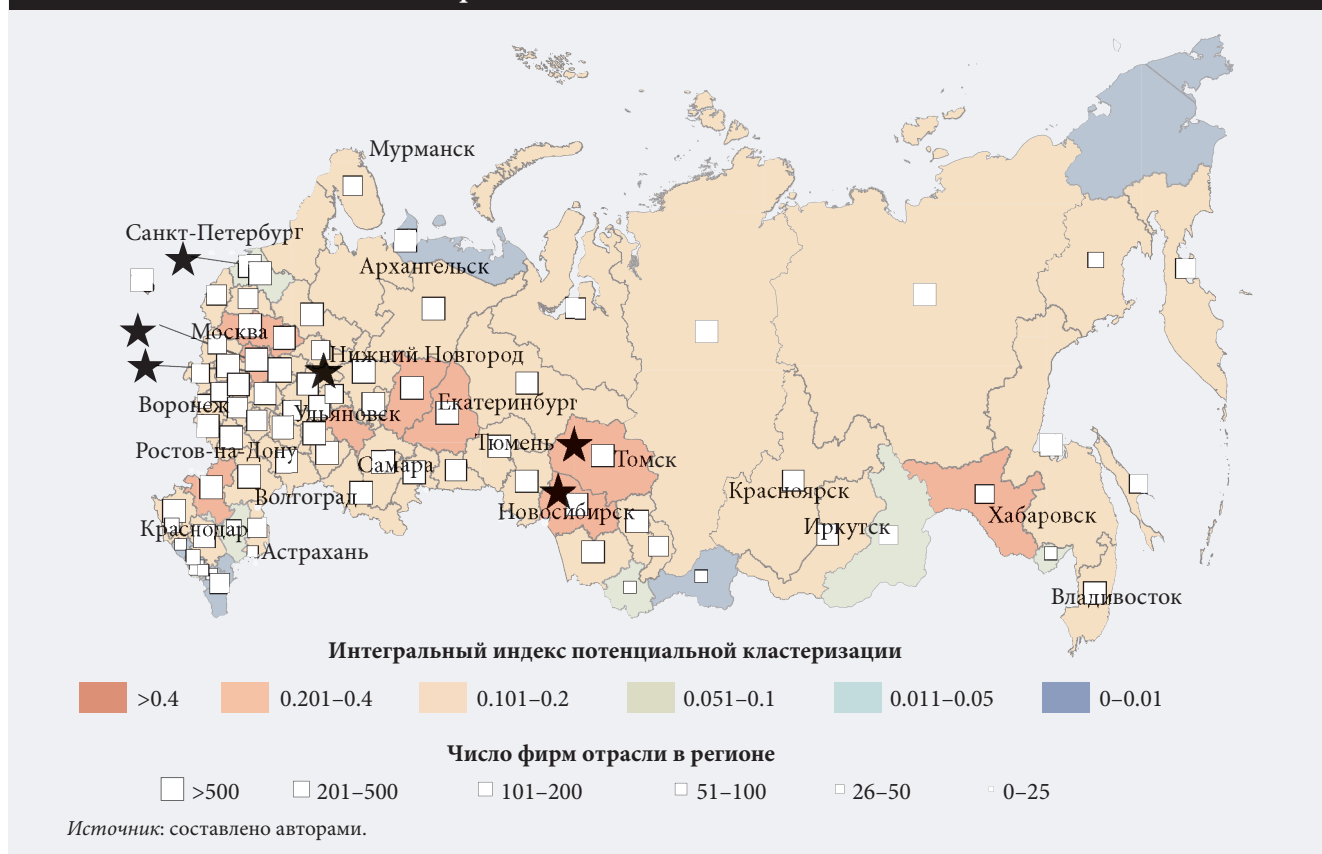 Мурманск
Санкт-Петербург
Архангельск
Москва
Нижний Новгород
Воронеж
Екатеринбург
Ульяновск
Ростов-на-Дону
Тюмень
Самара
Томск
Волгоград
Красноярск
Новосибирск
Хабаровск
Краснодар
Иркутск
Астрахань
Владивосток
Интегральный индекс потенциальной кластеризации
>0.4 0.201–0.4 0.101–0.2 0.051–0.1 0.011–0.05 0–0.01
Число фирм отрасли в регионе
>500 201–500 101–200 51–100 26–50 0–25
Источник: составлено авторами.